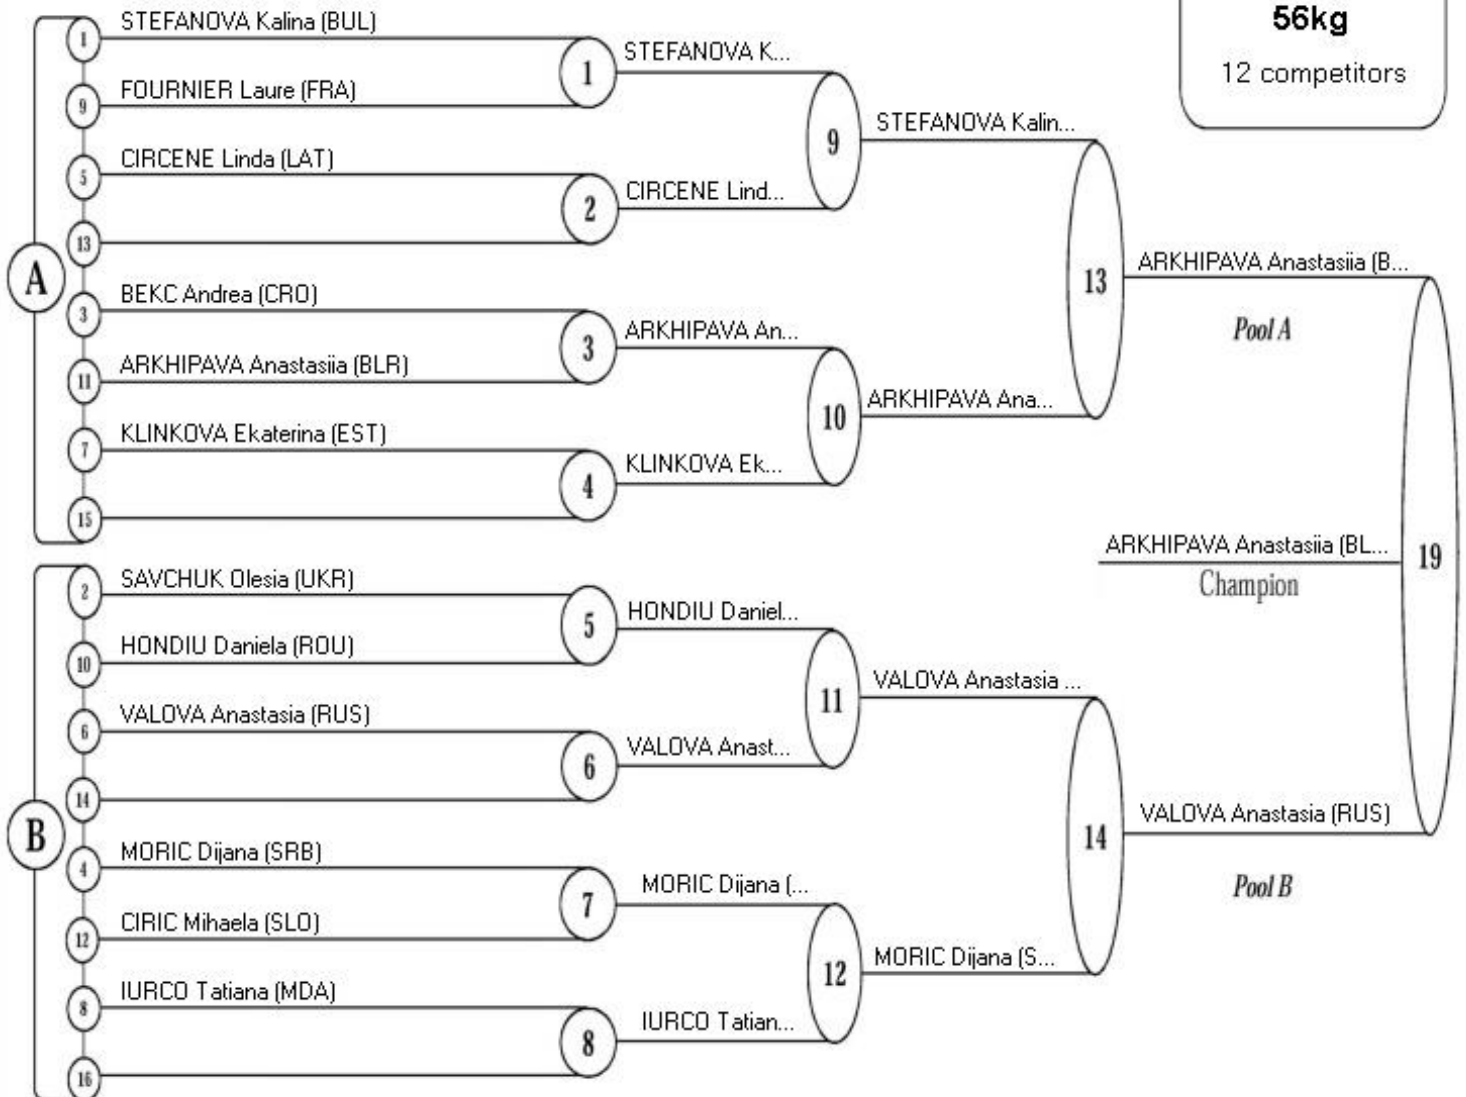 56kg
12 competitors
A
1 STEFANOVA Kalina (BUL)
9 FOURNIER Laure (FRA)
5 CIRCENE Linda (LAT)
13
3 BEKC Andrea (CRO)
11 ARKHIPAVA Anastasiia (BLR)
7 KLINKOVA Ekaterina (EST)
15
B
2 SAVCHUK Olesia (UKR)
10 HONDIU Daniela (ROU)
6 VALOVA Anastasia (RUS)
14
4 MORIC Dijana (SRB)
12 CIRIC Mihaela (SLO)
8 IURCO Tatiana (MDA)
16
1 STEFANOVA K...
2 CIRCENE Lind...
3 ARKHIPAVA An...
4 KLINKOVA Ek...
5 HONDIU Daniel...
6 VALOVA Anast...
7 MORIC Dijana (...
8 IURCO Tatian...
9 STEFANOVA Kalin...
10 ARKHIPAVA Ana...
11 VALOVA Anastasia ...
12 MORIC Dijana (S...
13 ARKHIPAVA Anastasiia (B...
Pool A
14 VALOVA Anastasia (RUS)
Pool B
ARKHIPAVA Anastasiia (BL... 19
Champion